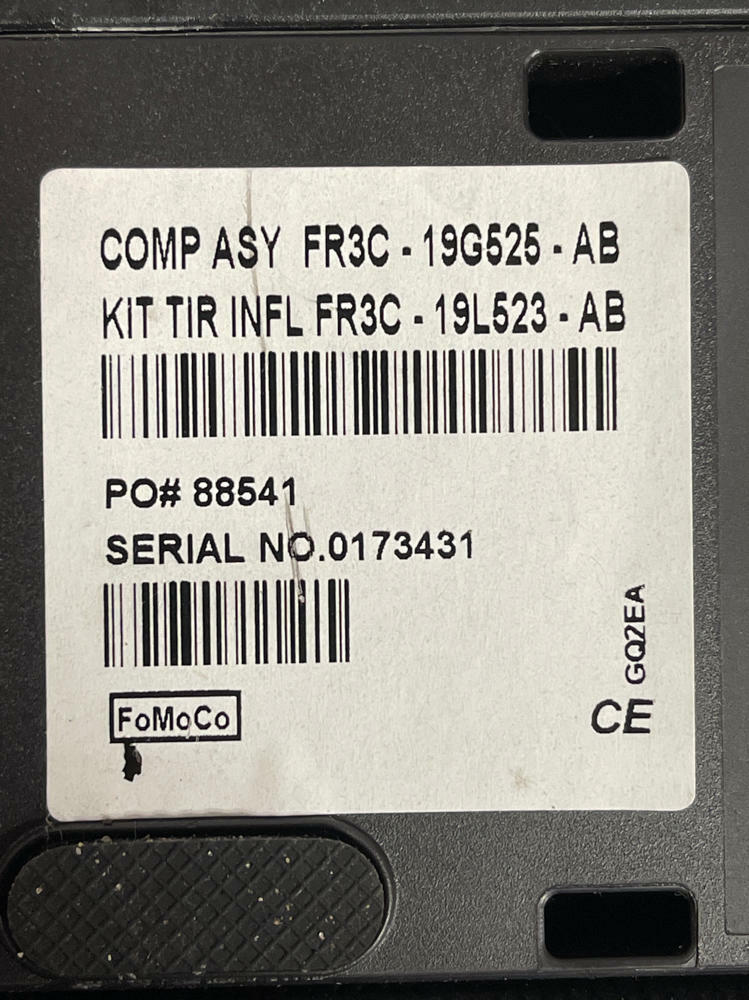 COMP ASY FR3C - 19G525 - AB
KIT TIR INFL FR3C - 19L523 - AB
PO# 88541
SERIAL NO.0173431
GQ2EA
FoMoCo
CE